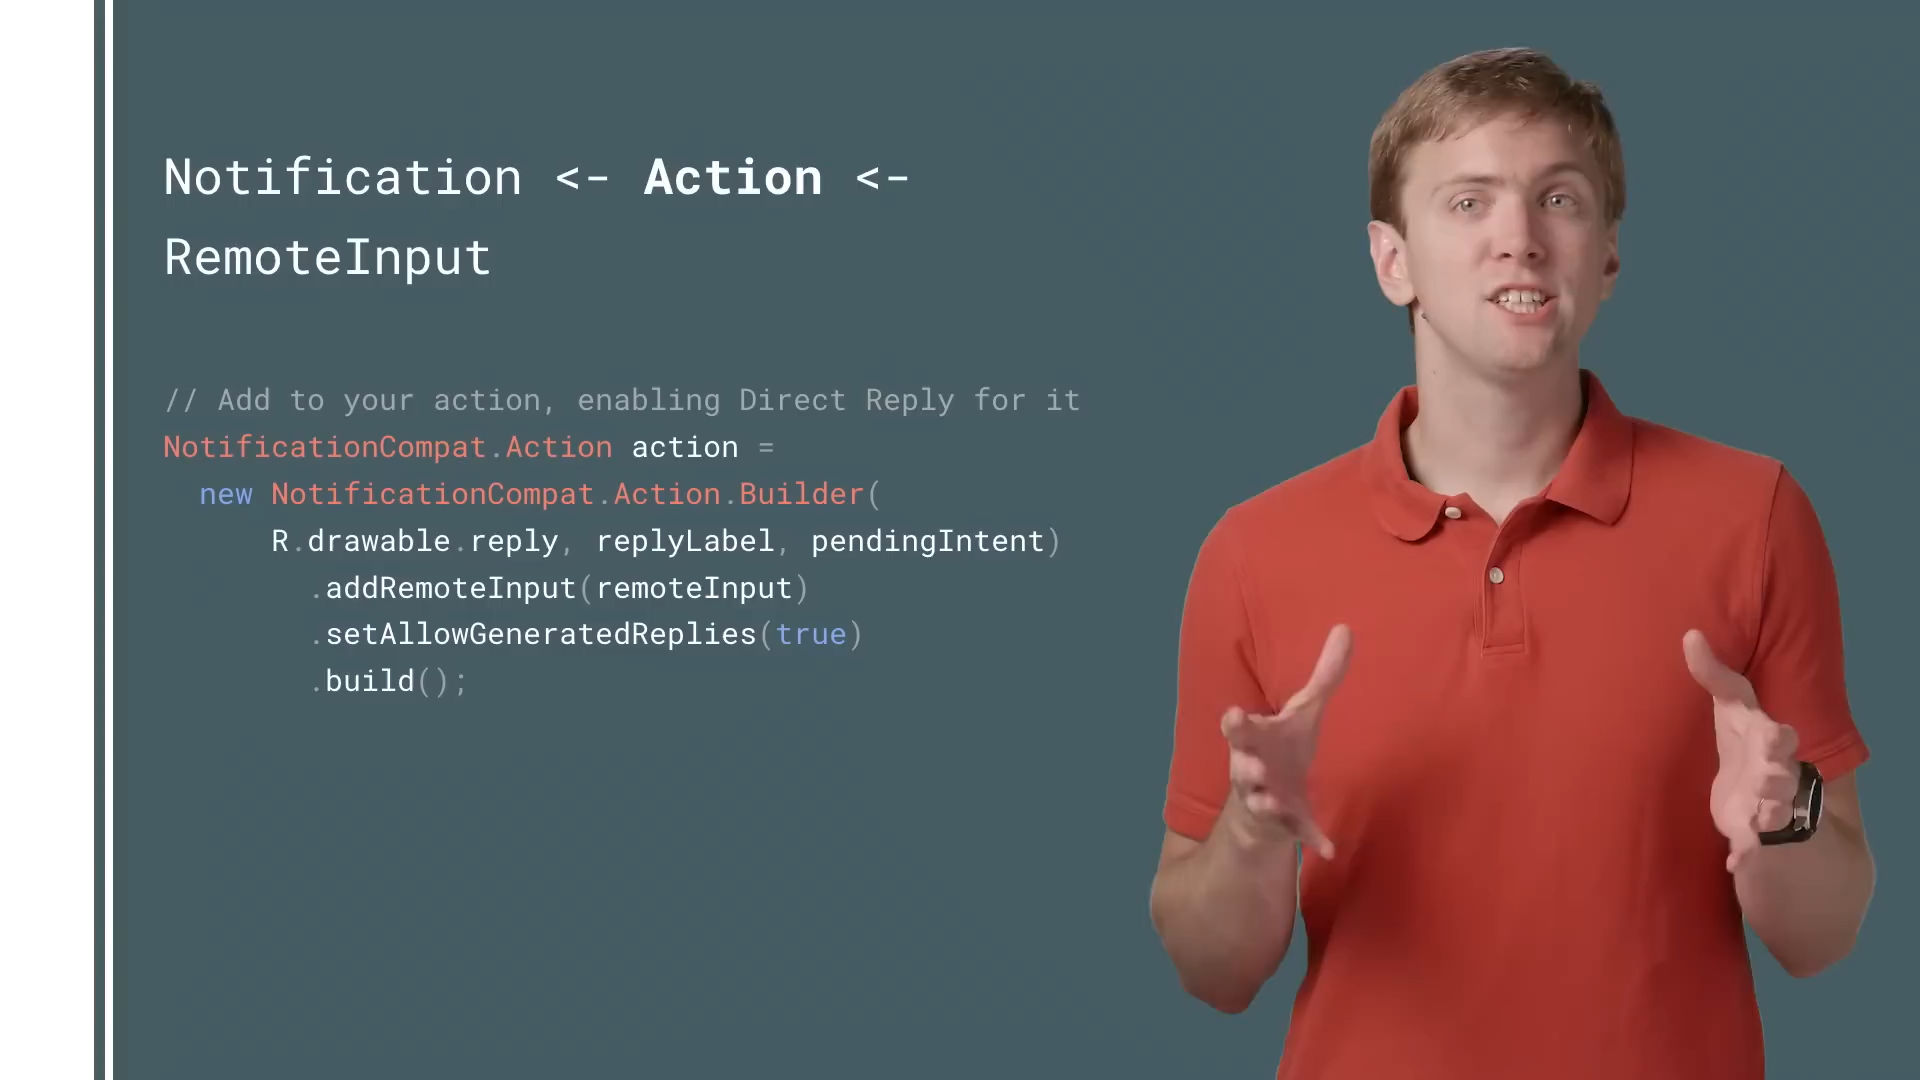 Notification <- Action <-
RemoteInput
// Add to your action, enabling Direct Reply for it
NotificationCompat.Action action =
new NotificationCompat.Action.Builder(
R.drawable.reply, replyLabel, pendingIntent)
.addRemoteInput(remoteInput)
.setAllowGeneratedReplies(true)
.build();